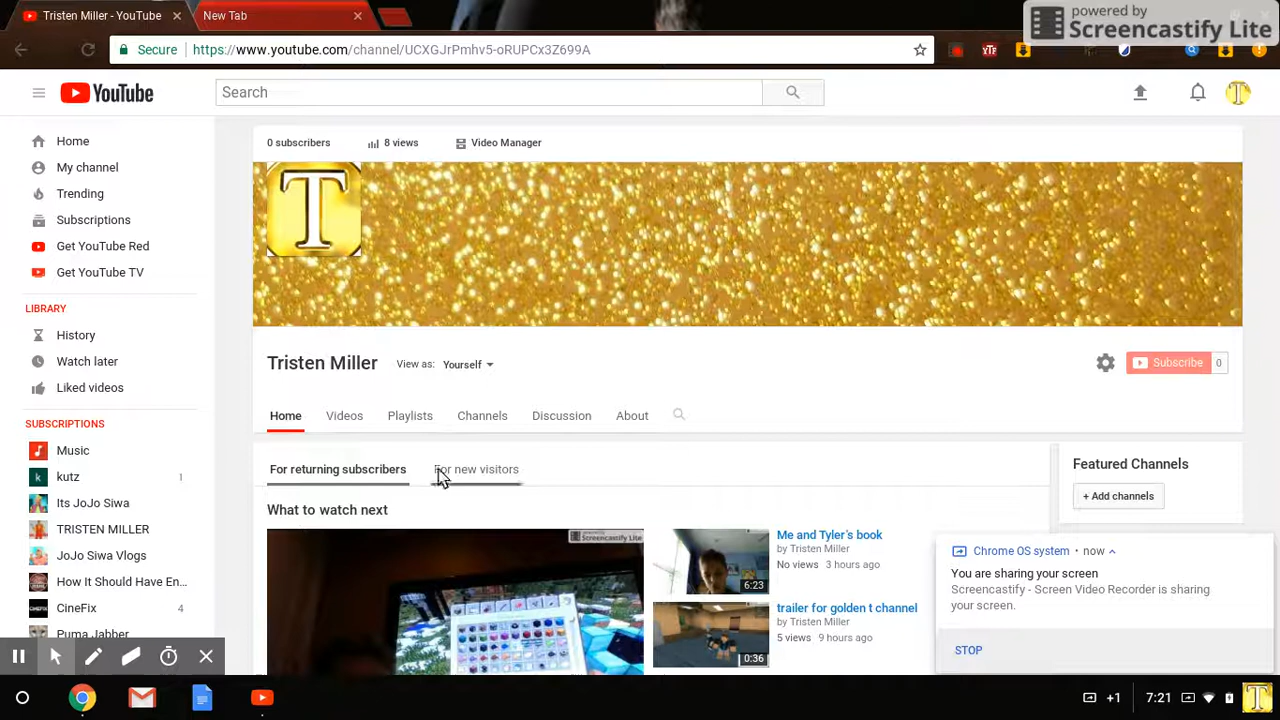 Tristen Miller - YouTube
New Tab
powered by
Screencastify Lite
Secure https://www.youtube.com/channel/UCXGJrPmhv5-oRUPCx3Z699A
YouTube
Search
0 subscribers 8 views Video Manager
T
Home
My channel
Trending
Subscriptions
Get YouTube Red
Get YouTube TV
LIBRARY
History
Watch later
Liked videos
SUBSCRIPTIONS
Music
kutz 1
Its JoJo Siwa
TRISTEN MILLER
JoJo Siwa Vlogs
How It Should Have En...
CineFix 4
Puma Jabber
Tristen Miller View as: Yourself
Subscribe 0
Home Videos Playlists Channels Discussion About
For returning subscribers For new visitors
What to watch next
Screencastify Lite
Me and Tyler's book
by Tristen Miller
No views 3 hours ago
6:23
trailer for golden t channel
by Tristen Miller
5 views 9 hours ago
0:36
Featured Channels
+ Add channels
Chrome OS system • now
You are sharing your screen
Screencastify - Screen Video Recorder is sharing
your screen.
STOP
+1 7:21
T